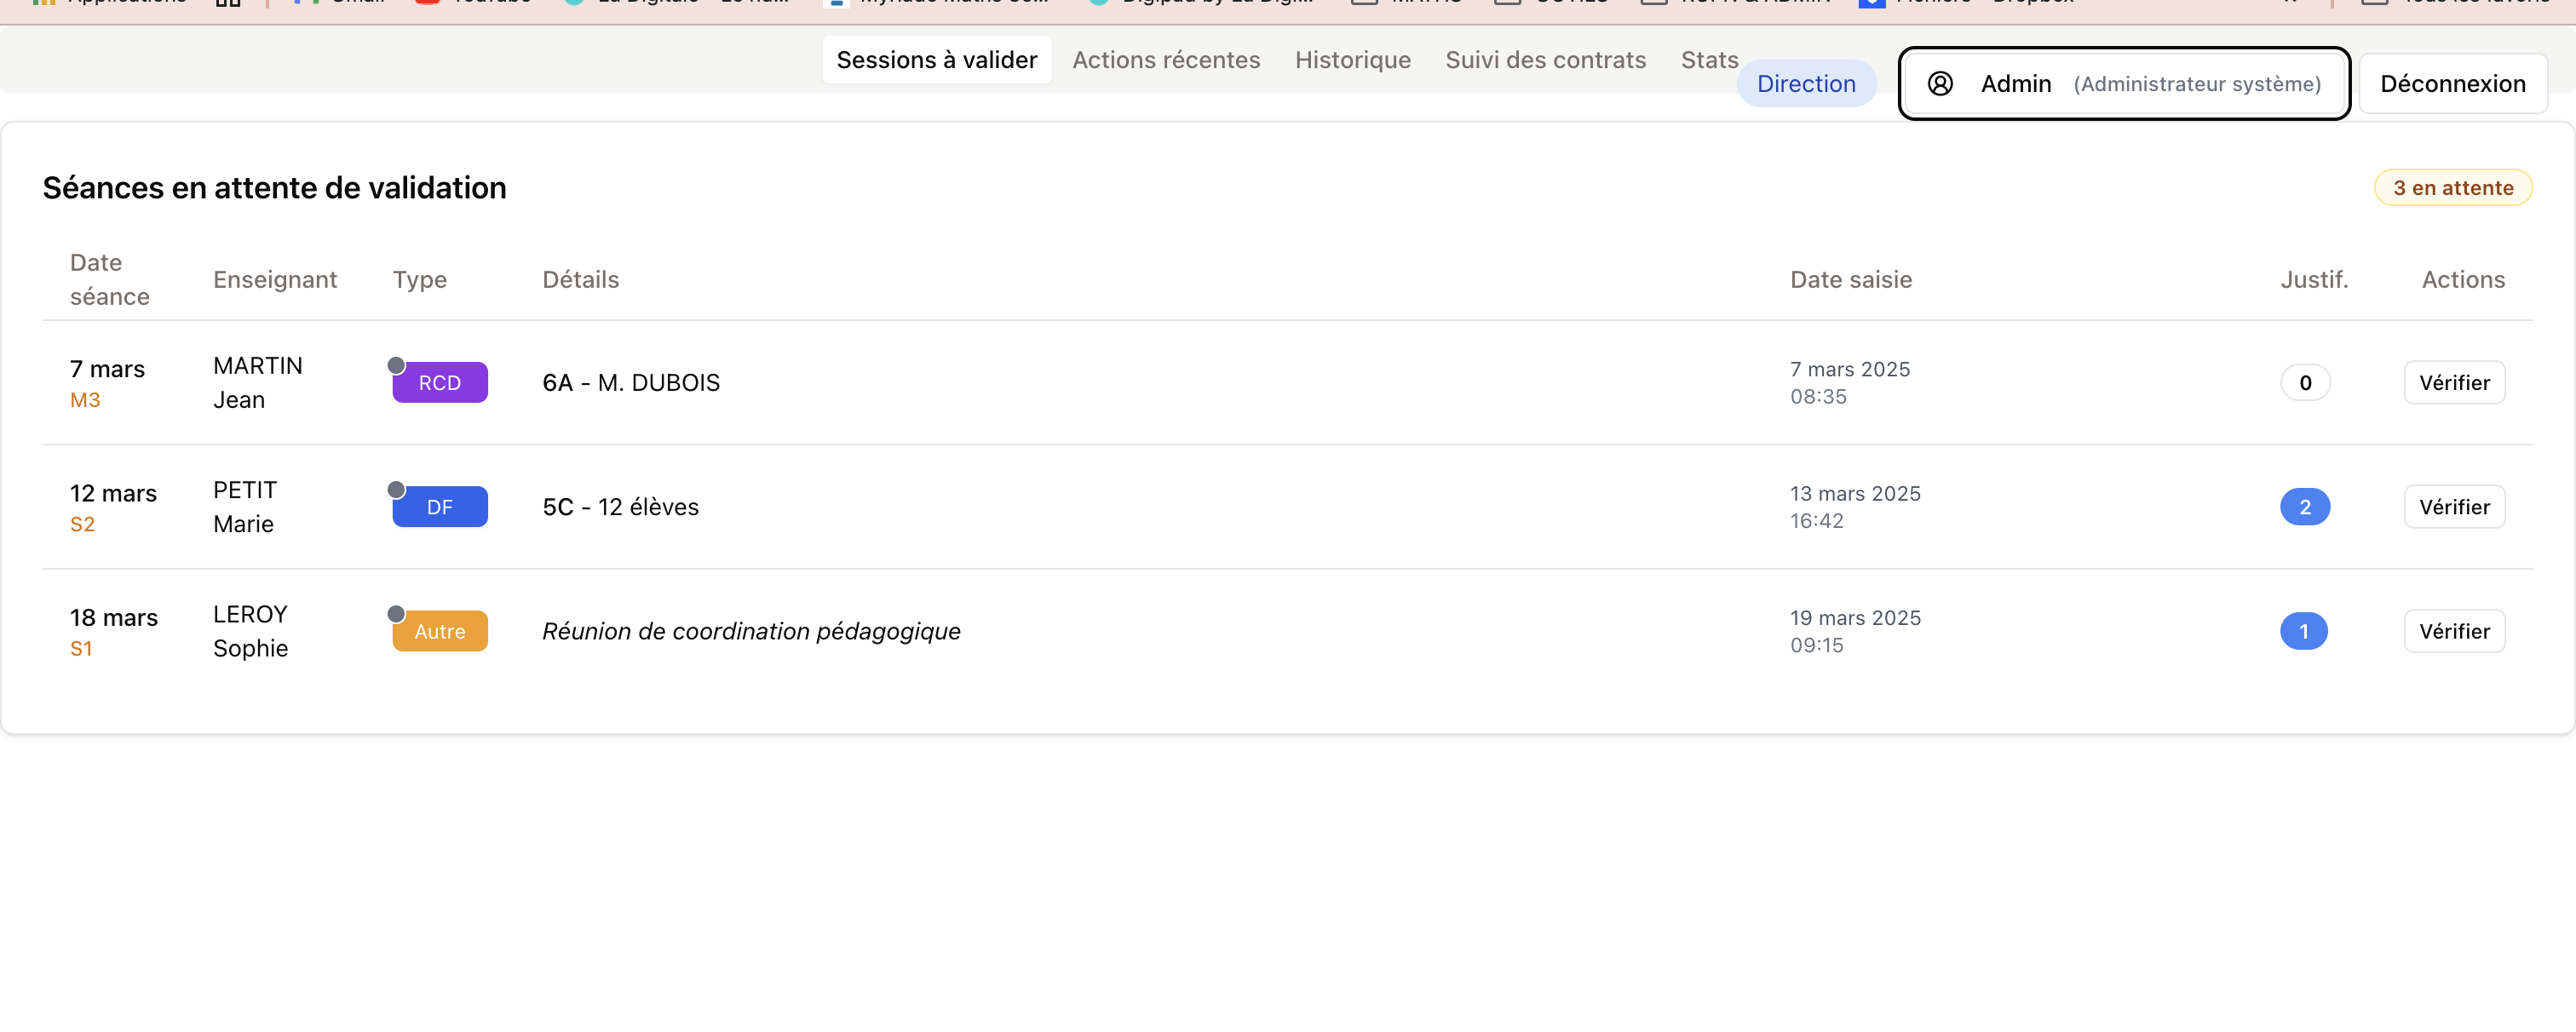 Sessions à valider Actions récentes Historique Suivi des contrats Stats
Direction Admin (Administrateur système) Déconnexion
Séances en attente de validation 3 en attente
Date séance Enseignant Type Détails Date saisie Justif. Actions
7 mars MARTIN 7 mars 2025
M3 Jean RCD 6A - M. DUBOIS 08:35 0 Vérifier
12 mars PETIT 13 mars 2025
S2 Marie DF 5C - 12 élèves 16:42 2 Vérifier
18 mars LEROY 19 mars 2025
S1 Sophie Autre Réunion de coordination pédagogique 09:15 1 Vérifier